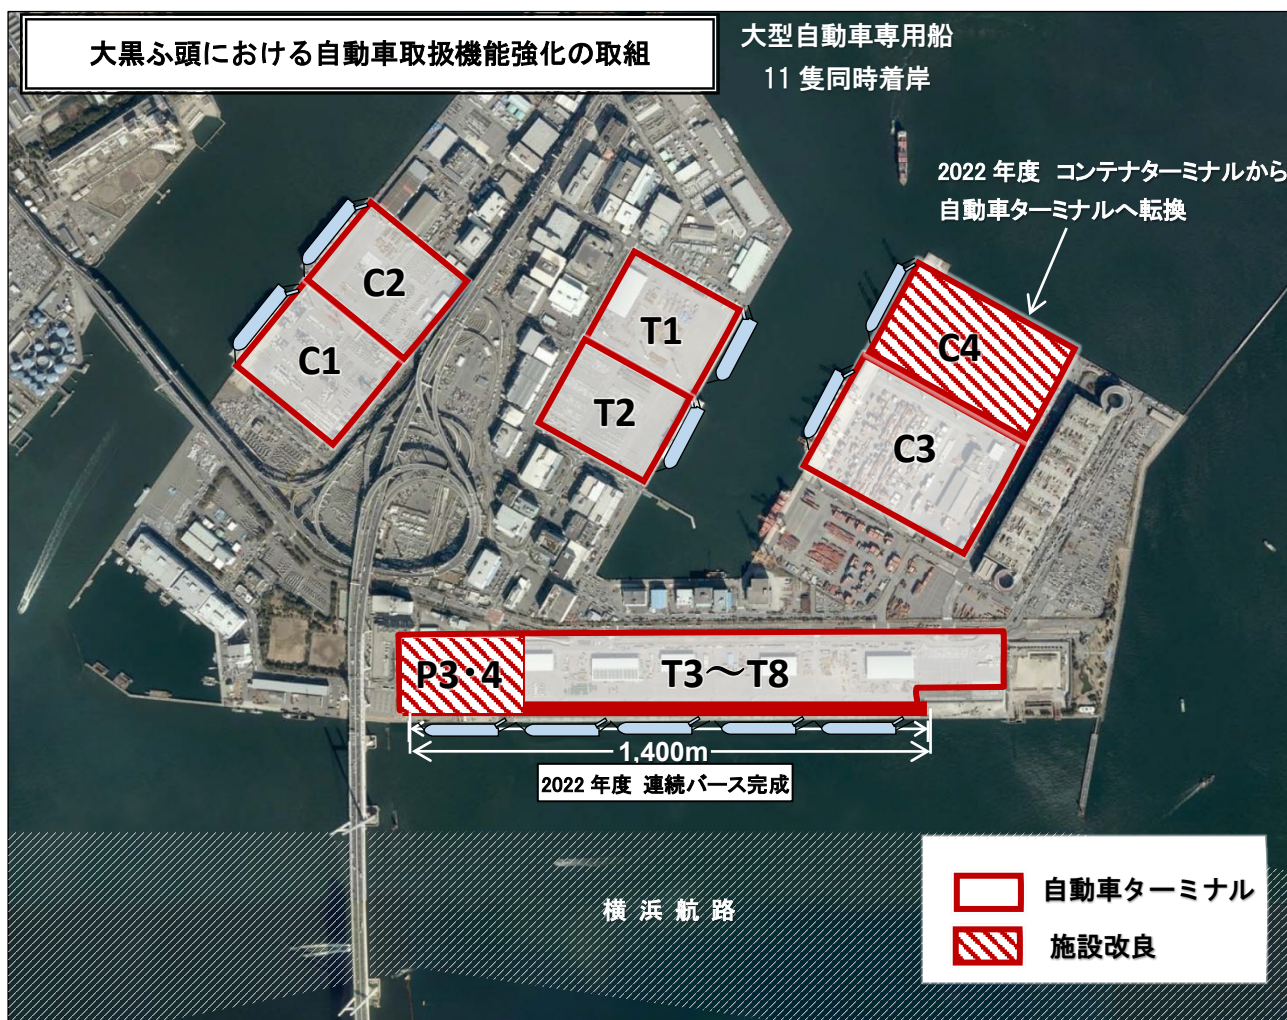 大黒ふ頭における自動車取扱機能強化の取組
大型自動車専用船
11 隻同時着岸
2022 年度 コンテナターミナルから
自動車ターミナルへ転換
C2
C1
T1
T2
C4
C3
P3・4
T3～T8
1,400m
2022 年度 連続バース完成
横浜航路
自動車ターミナル
施設改良